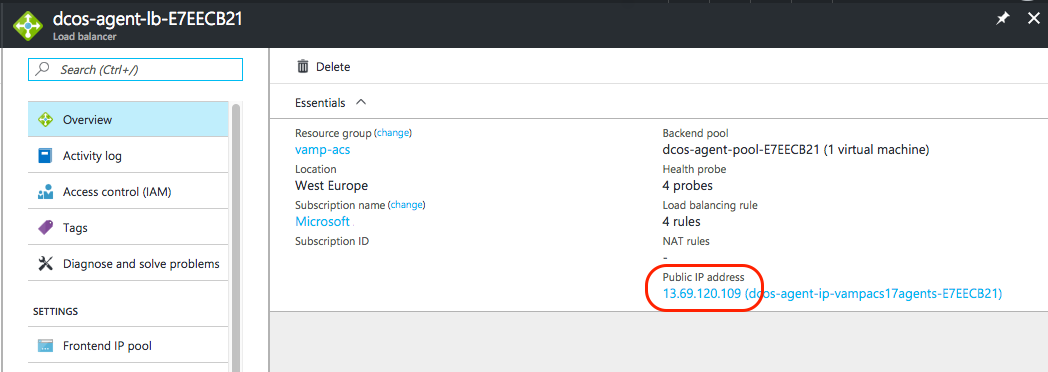 dcos-agent-lb-E7EECB21
Load balancer
Search (Ctrl+/)
Overview
Activity log
Access control (IAM)
Tags
Diagnose and solve problems
SETTINGS
Frontend IP pool
Delete
Essentials
Resource group (change)
vamp-acs
Location
West Europe
Subscription name (change)
Microsoft
Subscription ID
Backend pool
dcos-agent-pool-E7EECB21 (1 virtual machine)
Health probe
4 probes
Load balancing rule
4 rules
NAT rules
-
Public IP address
13.69.120.109 (dcos-agent-ip-vampacs17agents-E7EECB21)